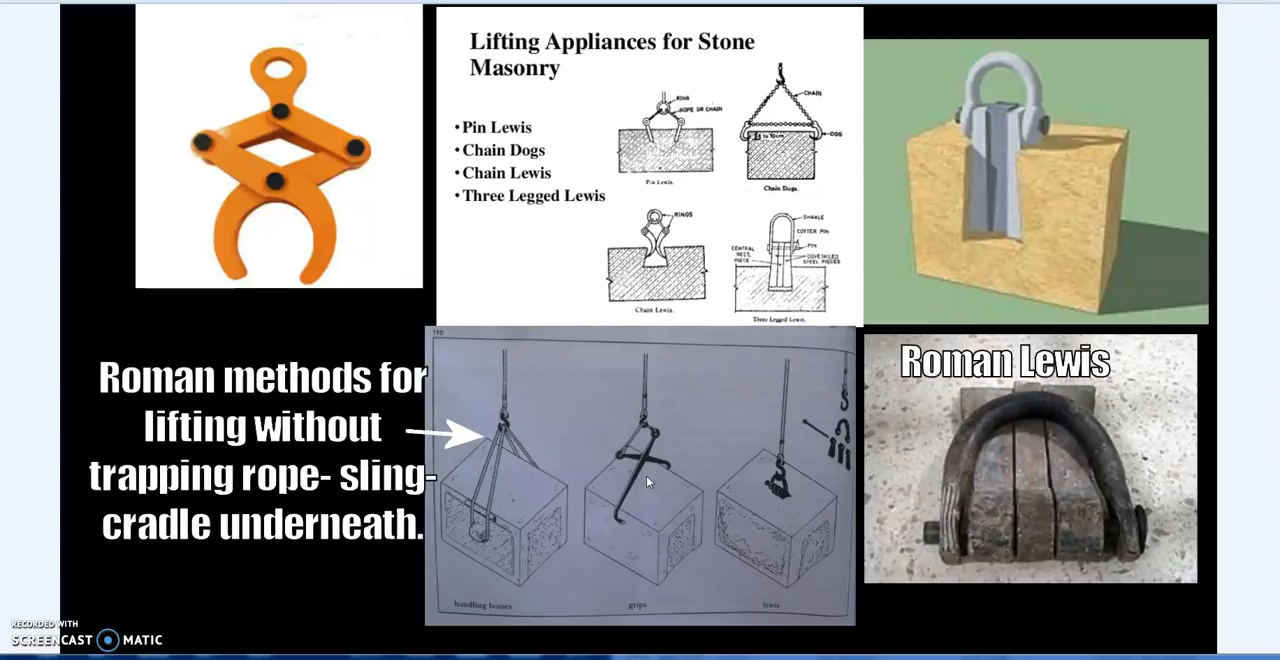 Lifting Appliances for Stone
Masonry
•Pin Lewis
•Chain Dogs
•Chain Lewis
•Three Legged Lewis
RING
ROPE OR CHAIN
Pin Lewis.
CHAIN
DOG
Chain Dogs.
RINGS
Chain Lewis.
SHAKLE
COTTER PIN
PIN
CENTRAL
RECT.
PIECE
DOVETAILED
STEEL PIECES
Three Legged Lewis.
Roman methods for
lifting without
trapping rope- sling-
cradle underneath.
handling bosses
grips
lewis
Roman Lewis
RECORDED WITH
SCREENCAST MATIC